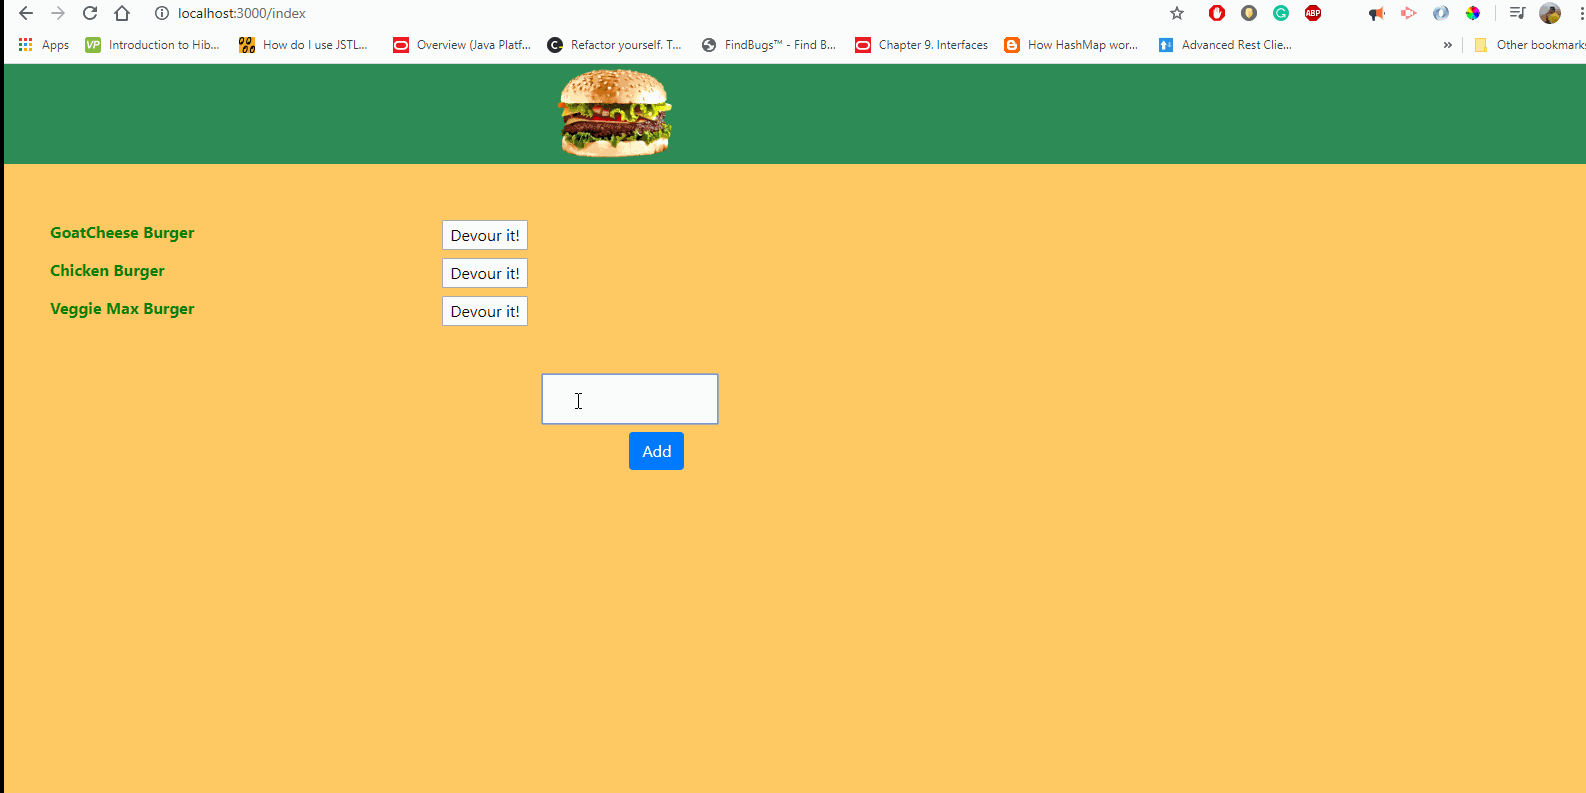 localhost:3000/index
ABP
Apps VP Introduction to Hib... How do I use JSTL... Overview (Java Platf... C Refactor yourself. T... FindBugs™ - Find B... Chapter 9. Interfaces How HashMap wor... Advanced Rest Clie... » Other bookmarks
GoatCheese Burger Devour it!
Chicken Burger Devour it!
Veggie Max Burger Devour it!
Add